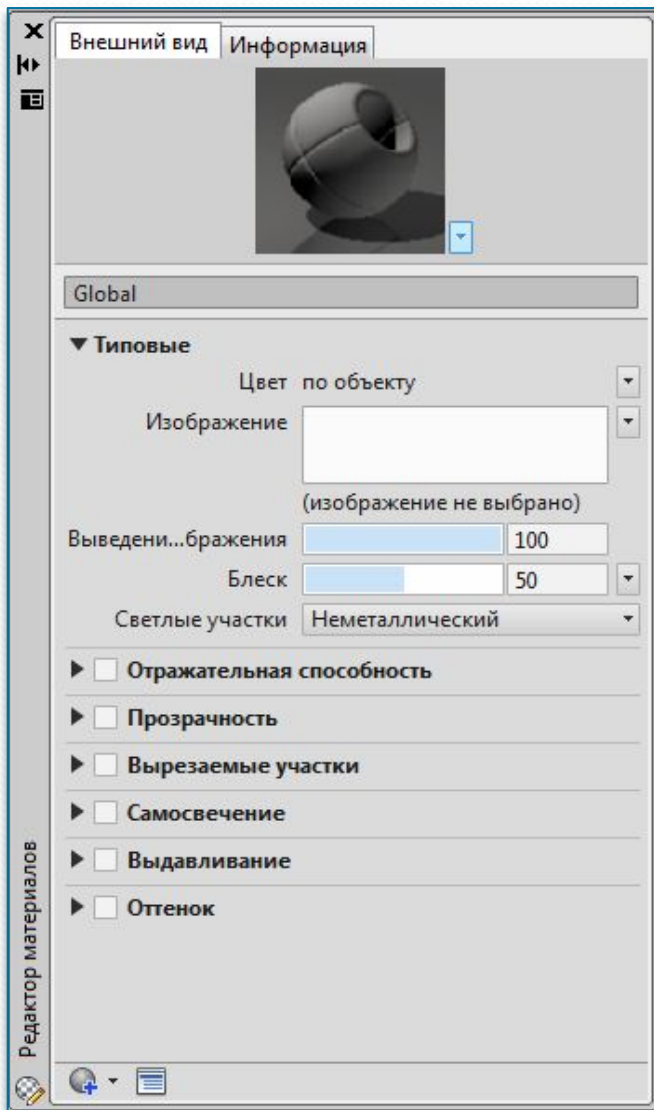 Внешний вид
Информация
Global
Типовые
Цвет по объекту
Изображение
(изображение не выбрано)
Выведени...бражения 100
Блеск 50
Светлые участки Неметаллический
Отражательная способность
Прозрачность
Вырезаемые участки
Самосвечение
Выдавливание
Оттенок
Редактор материалов